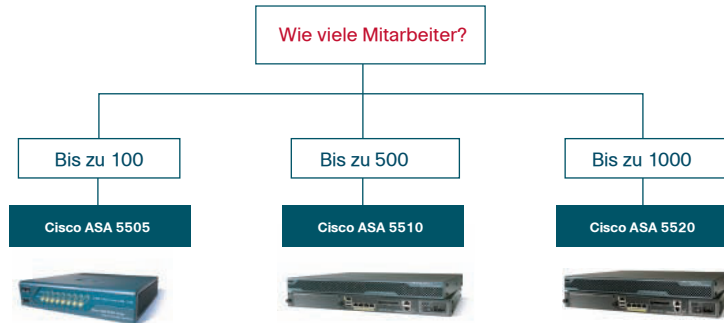 Wie viele Mitarbeiter?
Bis zu 100
Bis zu 500
Bis zu 1000
Cisco ASA 5505
Cisco ASA 5510
Cisco ASA 5520